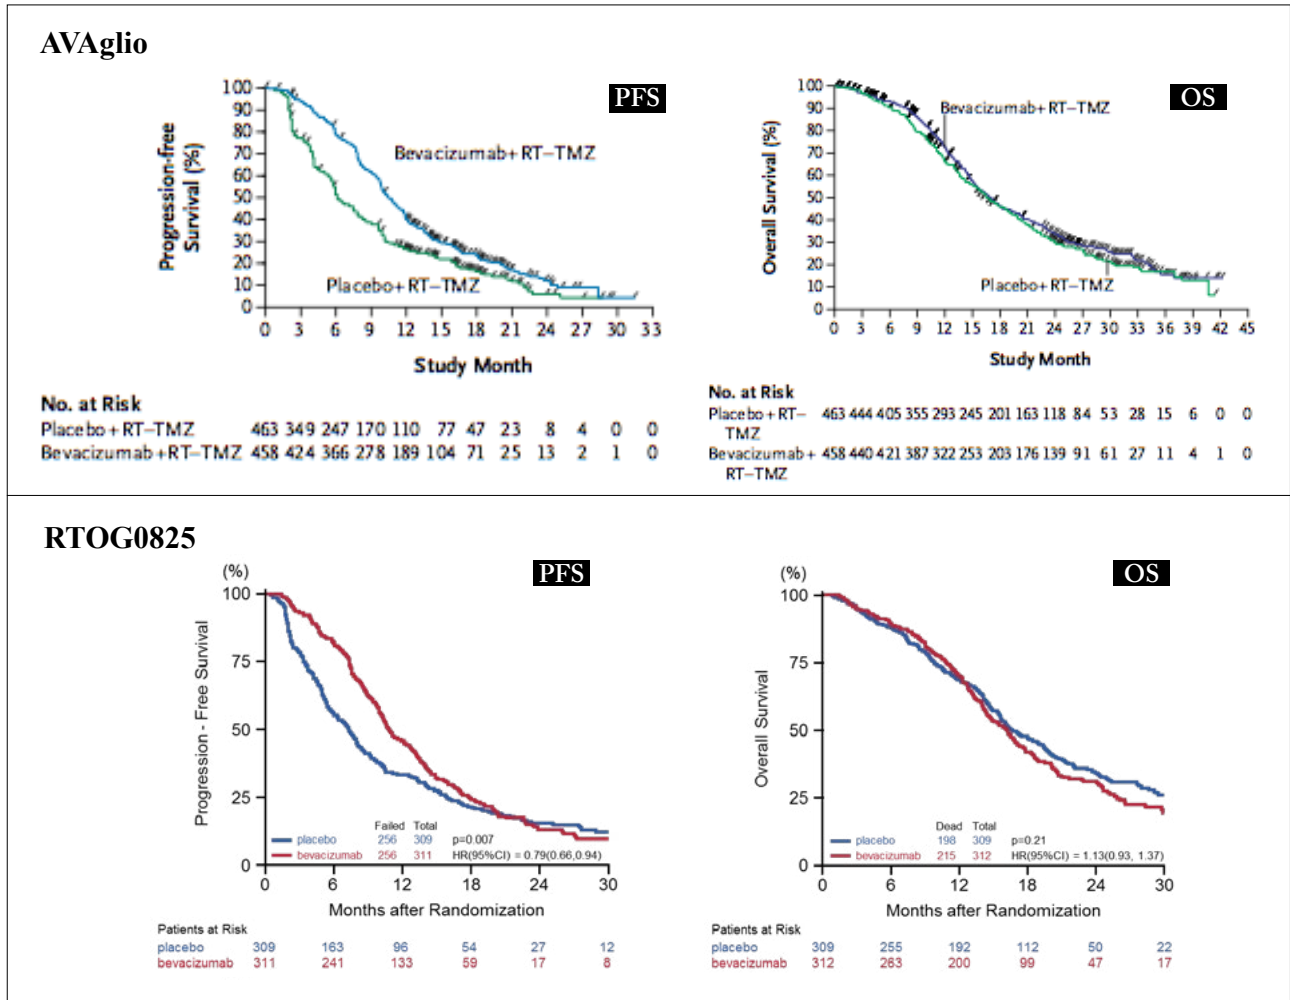 AVAglio
PFS
100
90
80
70
60
50
40
30
20
10
0
Progression-free
Survival (%)
Bevacizumab+ RT–TMZ
Placebo+ RT–TMZ
0 3 6 9 12 15 18 21 24 27 30 33
Study Month
No. at Risk
Placebo + RT–TMZ 463 349 247 170 110 77 47 23 8 4 0 0
Bevacizumab +RT–TMZ 458 424 366 278 189 104 71 25 13 2 1 0
OS
100
90
80
70
60
50
40
30
20
10
0
Overall Survival (%)
Bevacizumab+ RT–TMZ
Placebo+ RT–TMZ
0 3 6 9 12 15 18 21 24 27 30 33 36 39 42 45
Study Month
No. at Risk
Placebo + RT– 463 444 405 355 293 245 201 163 118 84 53 28 15 6 0 0
TMZ
Bevacizumab + 458 440 421 387 322 253 203 176 139 91 61 27 11 4 1 0
RT–TMZ
RTOG0825
PFS
(%)
100
75
50
25
0
Progression - Free Survival
Failed Total
placebo 256 309 p=0.007
bevacizumab 256 311 HR(95%CI) = 0.79(0.66,0.94)
0 6 12 18 24 30
Months after Randomization
Patients at Risk
placebo 309 163 96 54 27 12
bevacizumab 311 241 133 59 17 8
OS
(%)
100
75
50
25
0
Overall Survival
Dead Total
placebo 198 309 p=0.21
bevacizumab 215 312 HR(95%CI) = 1.13(0.93, 1.37)
0 6 12 18 24 30
Months after Randomization
Patients at Risk
placebo 309 255 192 112 50 22
bevacizumab 312 263 200 99 47 17